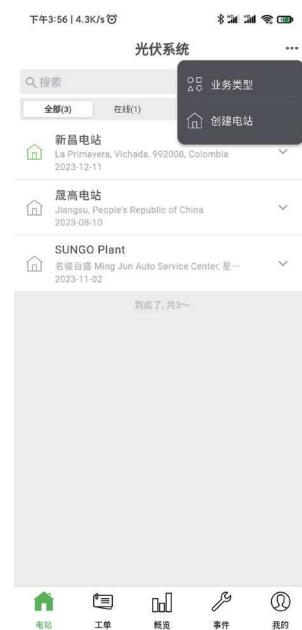 下午3:56 | 4.3K/s
光伏系统
搜索
业务类型
创建电站
全部(3) 在线(1)
新昌电站
La Primavera, Vichada, 992008, Colombia
2023-12-11
晟高电站
Jiangsu, People's Republic of China
2023-08-10
SUNGO Plant
名骏百盛 Ming Jun Auto Service Center, 星…
2023-11-02
到底了, 共3~
电站 工单 概览 事件 我的